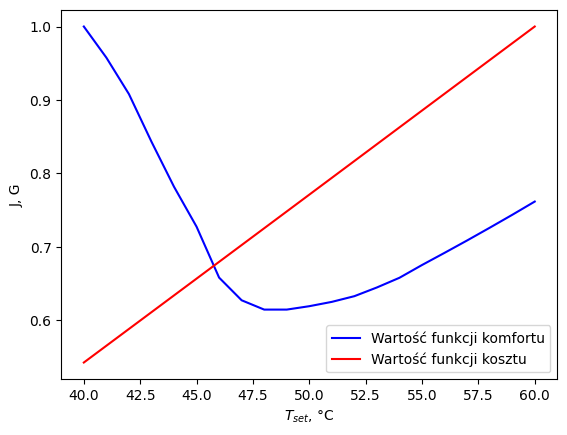 1.0
0.9
0.8
0.7
0.6
J, G
40.0 42.5 45.0 47.5 50.0 52.5 55.0 57.5 60.0
T_set, °C
Wartość funkcji komfortu
Wartość funkcji kosztu